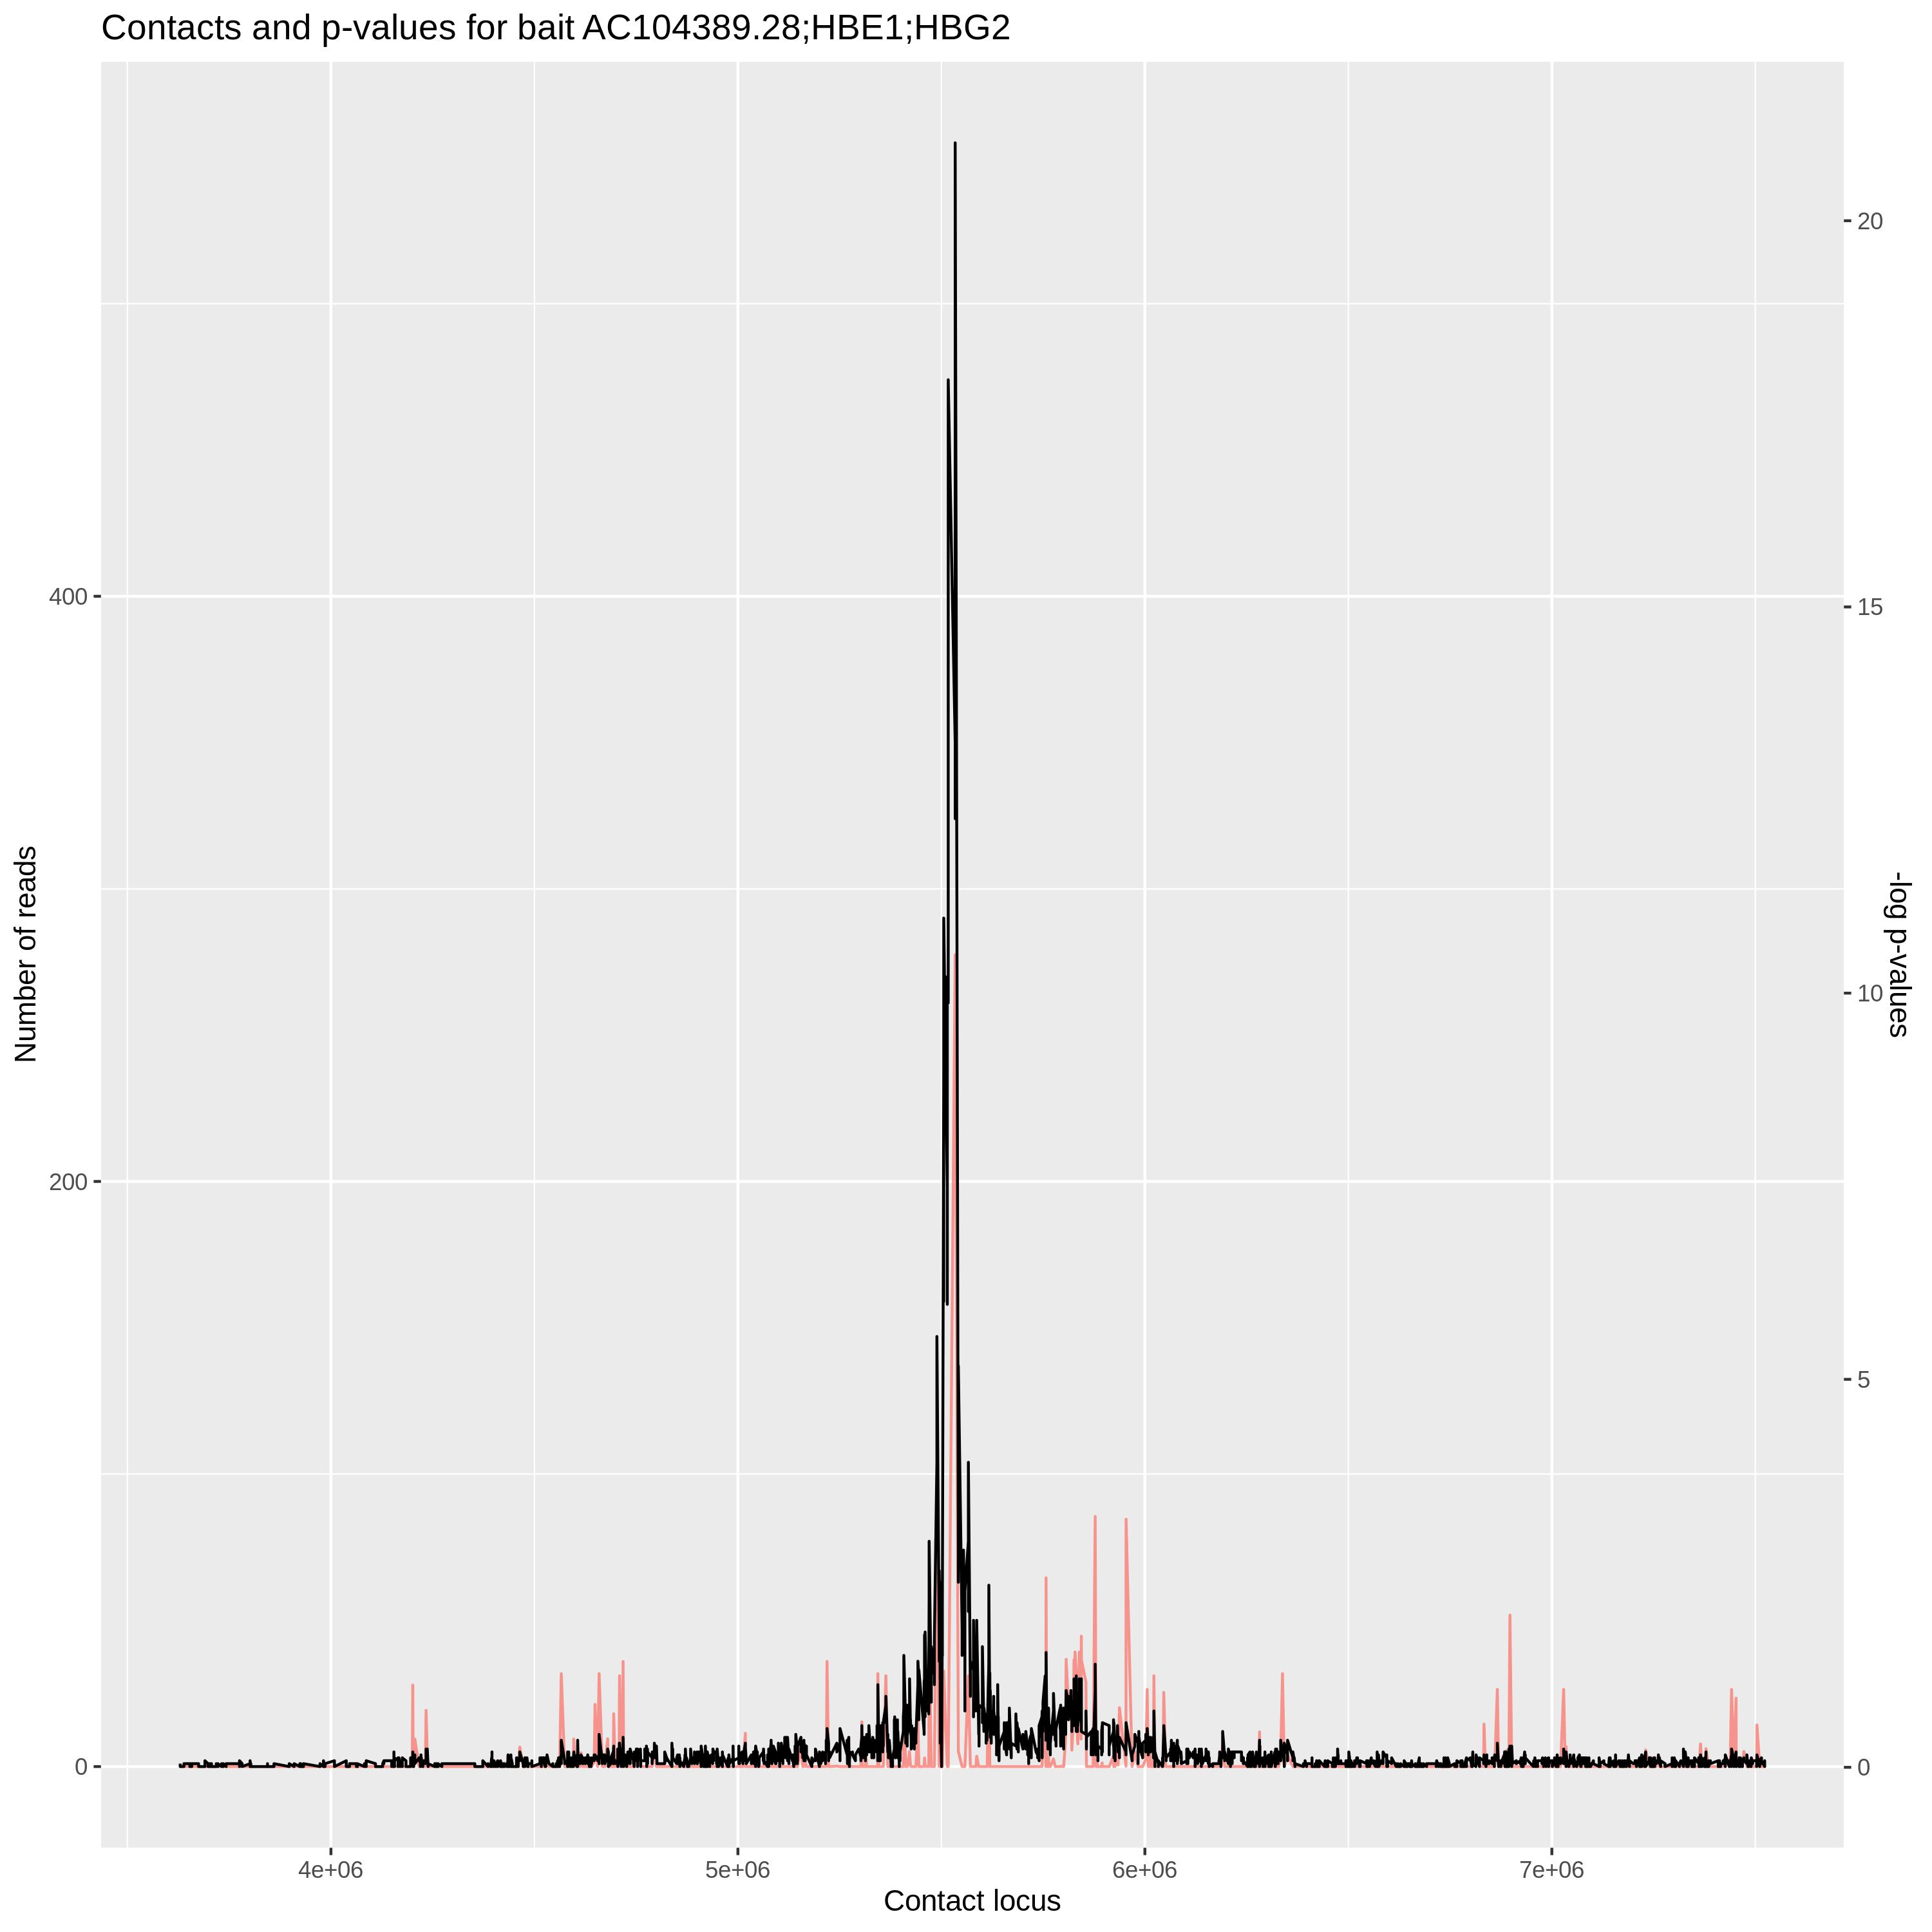 Contacts and p-values for bait AC104389.28;HBE1;HBG2
Number of reads
400
200
0
20
15
10
5
0
-log p-values
4e+06
5e+06
6e+06
7e+06
Contact locus